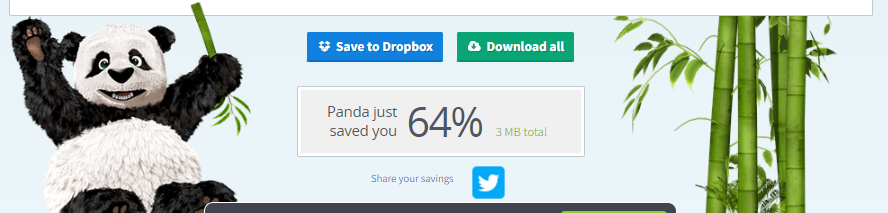 Save to Dropbox
Download all
Panda just
saved you
64%
3 MB total
Share your savings